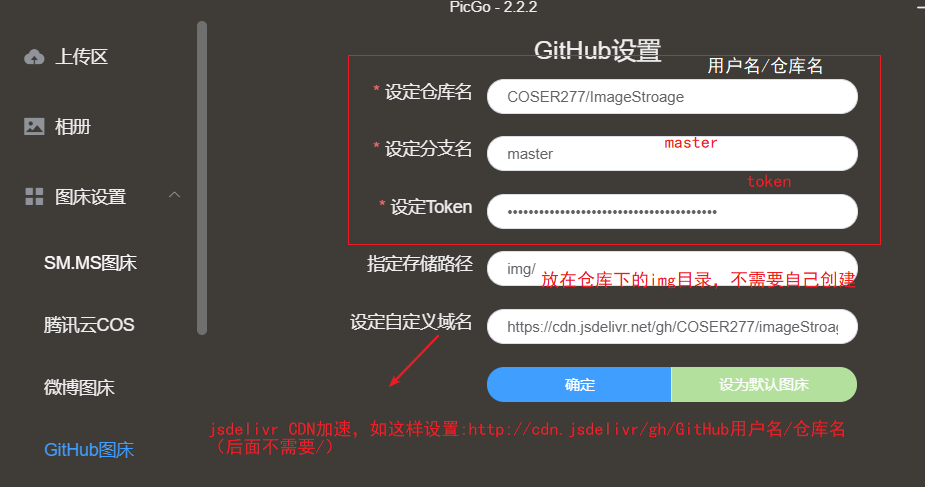 PicGo - 2.2.2
上传区
相册
图床设置
SM.MS图床
腾讯云COS
微博图床
GitHub图床
GitHub设置
用户名/仓库名
* 设定仓库名
COSER277/ImageStroage
* 设定分支名
master
master
token
* 设定Token
指定存储路径
img/
放在仓库下的img目录，不需要自己创建
设定自定义域名
https://cdn.jsdelivr.net/gh/COSER277/imageStroag
确定
设为默认图床
jsdelivr CDN加速，如这样设置:http://cdn.jsdelivr/gh/GitHub用户名/仓库名
（后面不需要/）